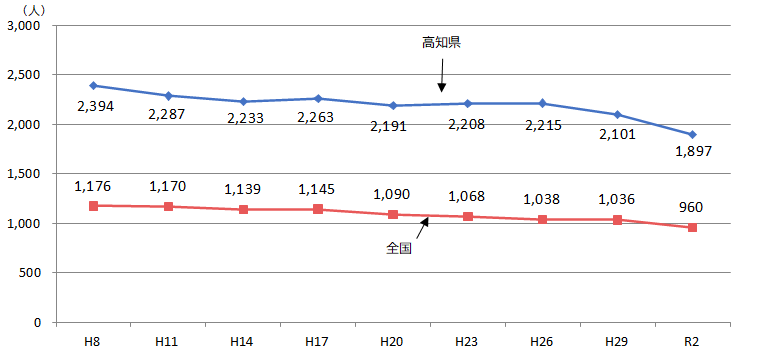 (人)
3,000
2,500
2,000
1,500
1,000
500
0
高知県
2,394
2,287
2,233
2,263
2,191
2,208
2,215
2,101
1,897
1,176
1,170
1,139
1,145
1,090
1,068
1,038
1,036
960
全国
H8
H11
H14
H17
H20
H23
H26
H29
R2